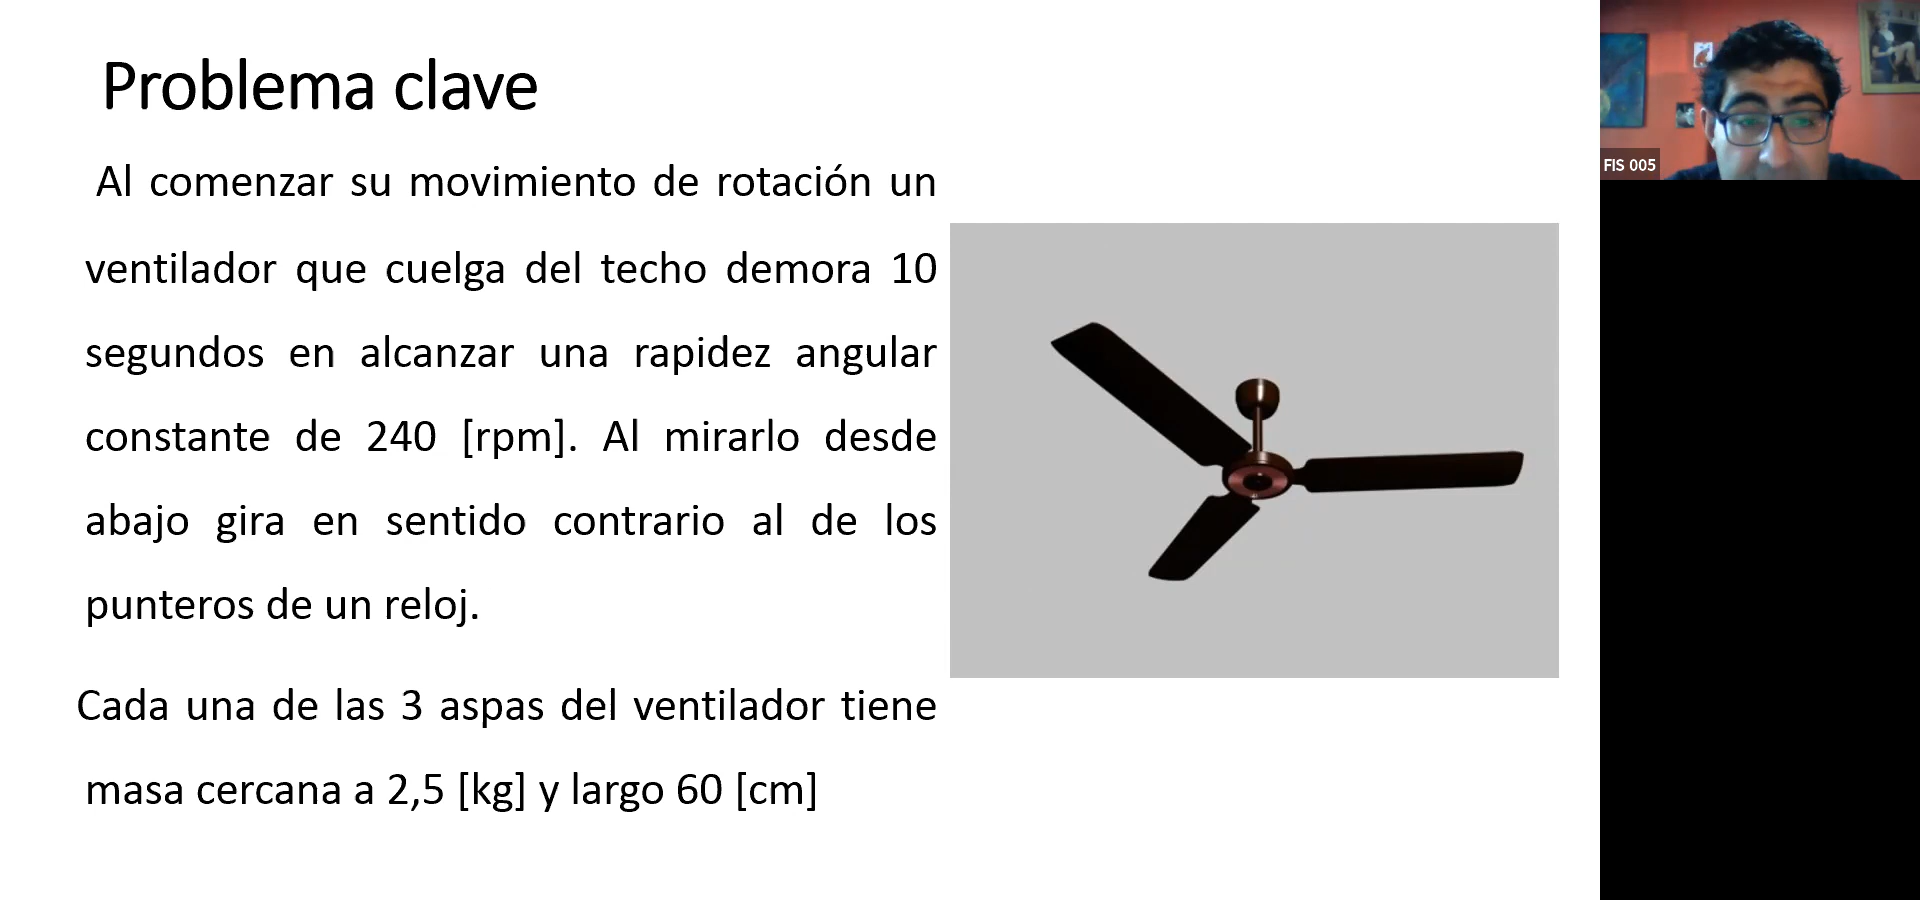 Problema clave
Al comenzar su movimiento de rotación un
ventilador que cuelga del techo demora 10
segundos en alcanzar una rapidez angular
constante de 240 [rpm]. Al mirarlo desde
abajo gira en sentido contrario al de los
punteros de un reloj.
Cada una de las 3 aspas del ventilador tiene
masa cercana a 2,5 [kg] y largo 60 [cm]
FIS 005